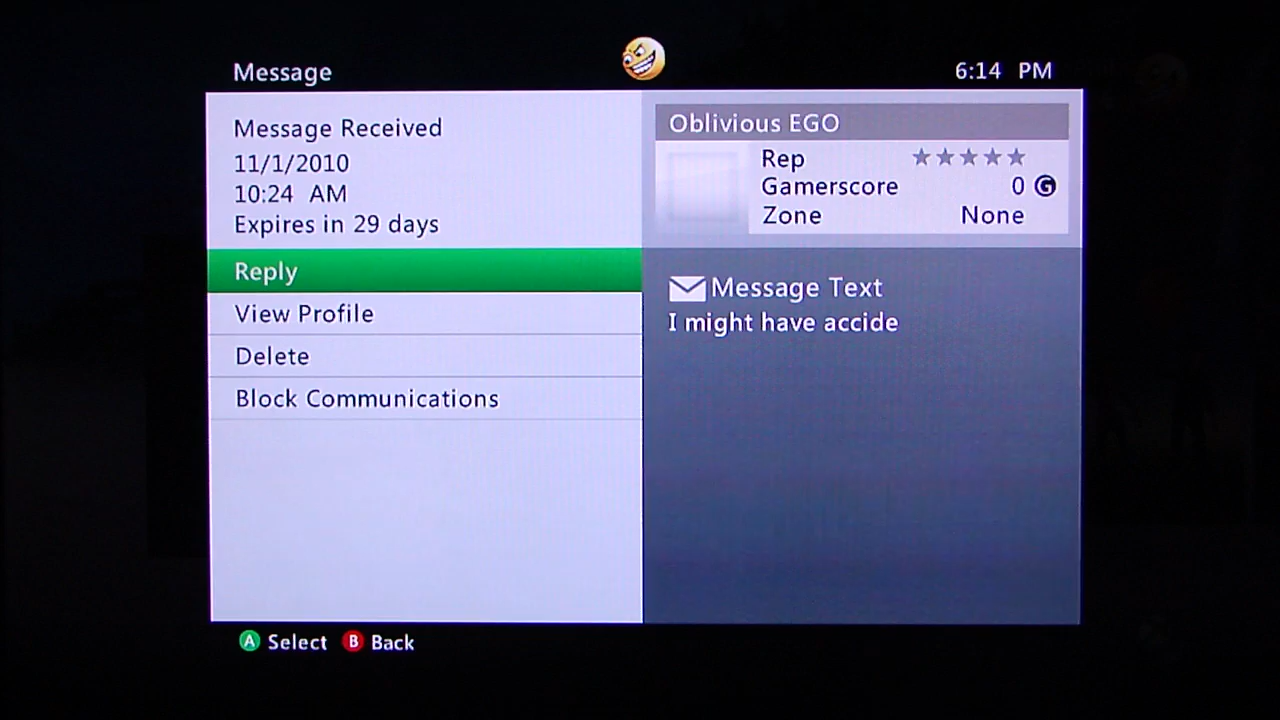 Message
6:14 PM
Message Received
11/1/2010
10:24 AM
Expires in 29 days
Reply
View Profile
Delete
Block Communications
Oblivious EGO
Rep
Gamerscore 0 G
Zone None
Message Text
I might have accide
A Select B Back